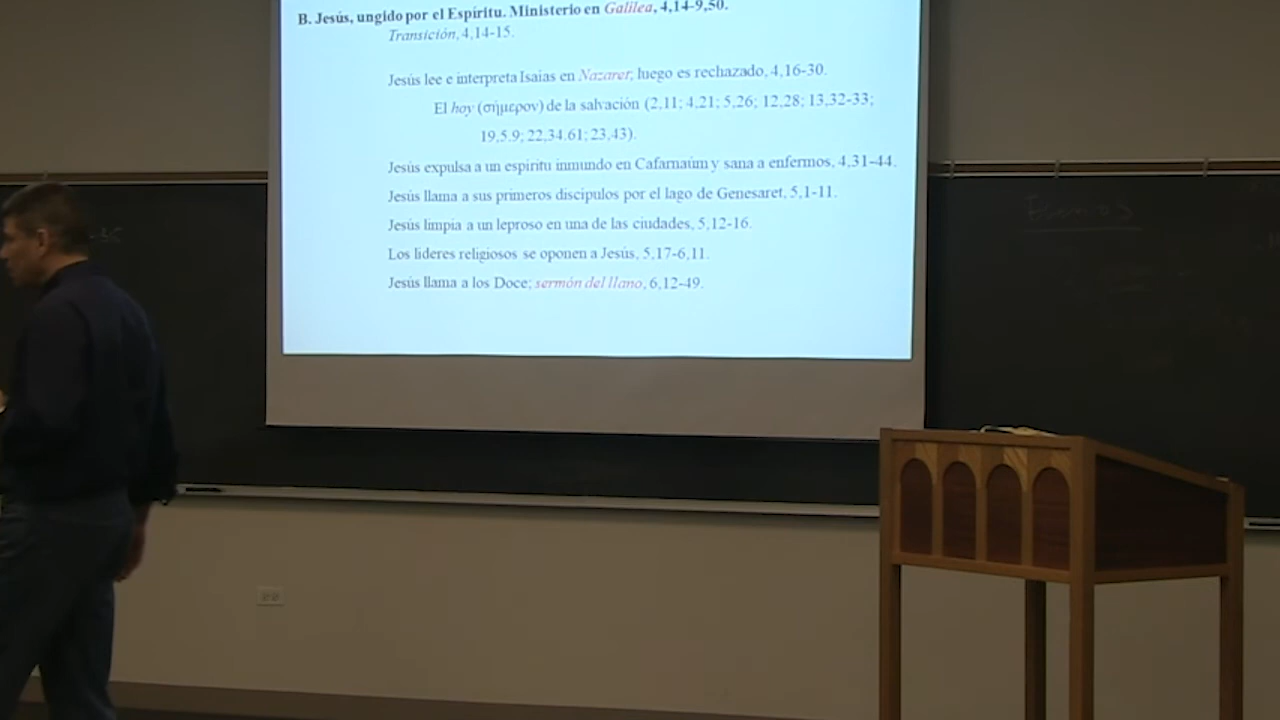 B. Jesús, ungido por el Espíritu. Ministerio en Galilea, 4,14-9,50.
Transición, 4,14-15.
Jesús lee e interpreta Isaías en Nazaret; luego es rechazado, 4,16-30.
El hoy (σήμερον) de la salvación (2,11; 4,21; 5,26; 12,28; 13,32-33;
19,5.9; 22,34.61; 23,43).
Jesús expulsa a un espíritu inmundo en Cafarnaúm y sana a enfermos, 4,31-44.
Jesús llama a sus primeros discípulos por el lago de Genesaret, 5,1-11.
Jesús limpia a un leproso en una de las ciudades, 5,12-16.
Los líderes religiosos se oponen a Jesús, 5,17-6,11.
Jesús llama a los Doce; sermón del llano, 6,12-49.